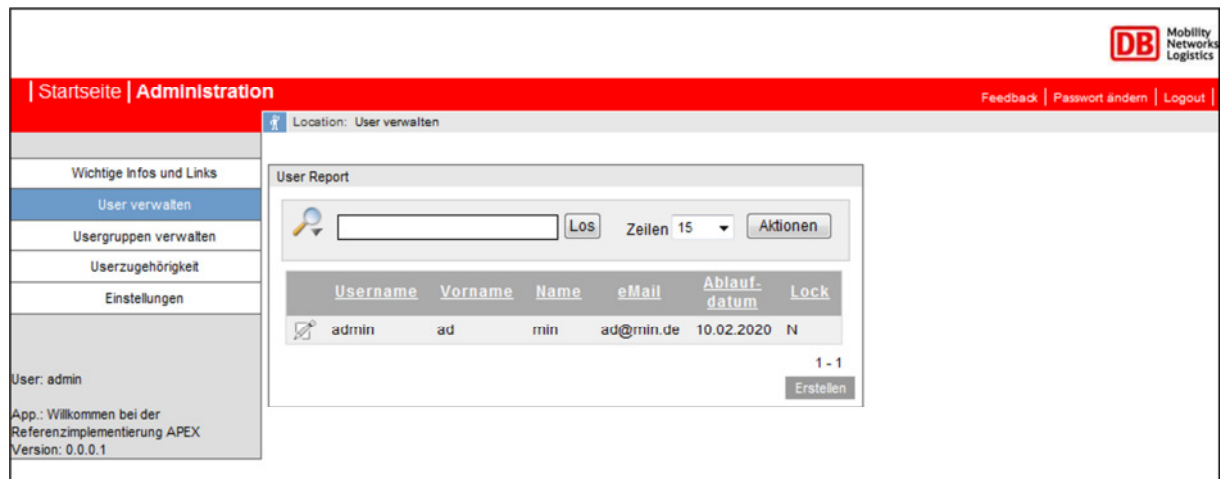 DB
Mobility
Networks
Logistics
Startseite | Administration
Feedback | Passwort ändern | Logout |
Location: User verwalten
Wichtige Infos und Links
User verwalten
Usergruppen verwalten
Userzugehörigkeit
Einstellungen
User Report
Los Zeilen 15 Aktionen
Username Vorname Name eMail Ablauf-datum Lock
admin ad min ad@min.de 10.02.2020 N
1 - 1
Erstellen
User: admin
App.: Willkommen bei der
Referenzimplementierung APEX
Version: 0.0.0.1